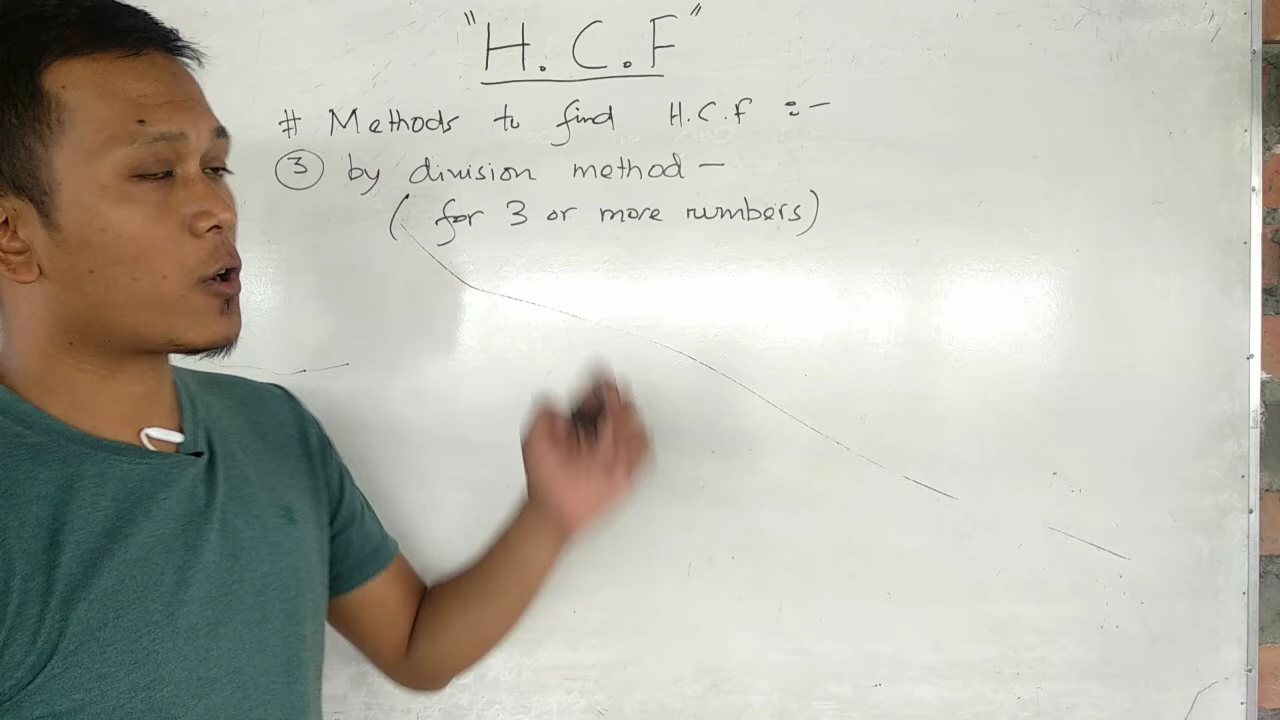 "H.C.F"
# Methods to find H.C.f :-
③ by division method -
( for 3 or more numbers)